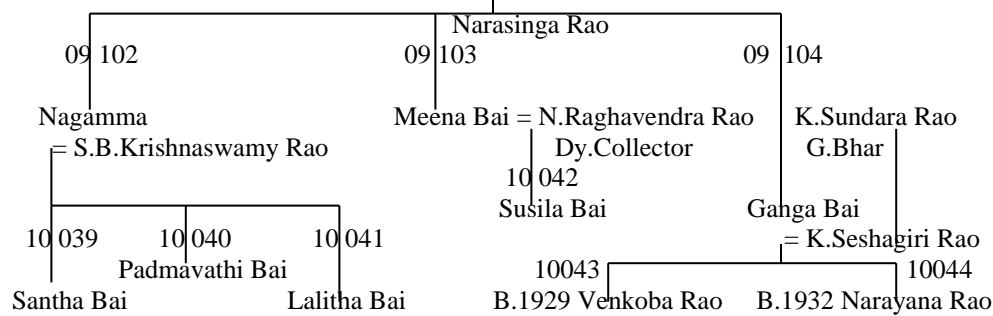 Narasinga Rao
09 102 09 103 09 104
Nagamma Meena Bai = N.Raghavendra Rao K.Sundara Rao
= S.B.Krishnaswamy Rao Dy.Collector G.Bhar
10 042
Susila Bai Ganga Bai
10 039 10 040 10 041 = K.Seshagiri Rao
Padmavathi Bai 10043 10044
Santha Bai Lalitha Bai B.1929 Venkoba Rao B.1932 Narayana Rao